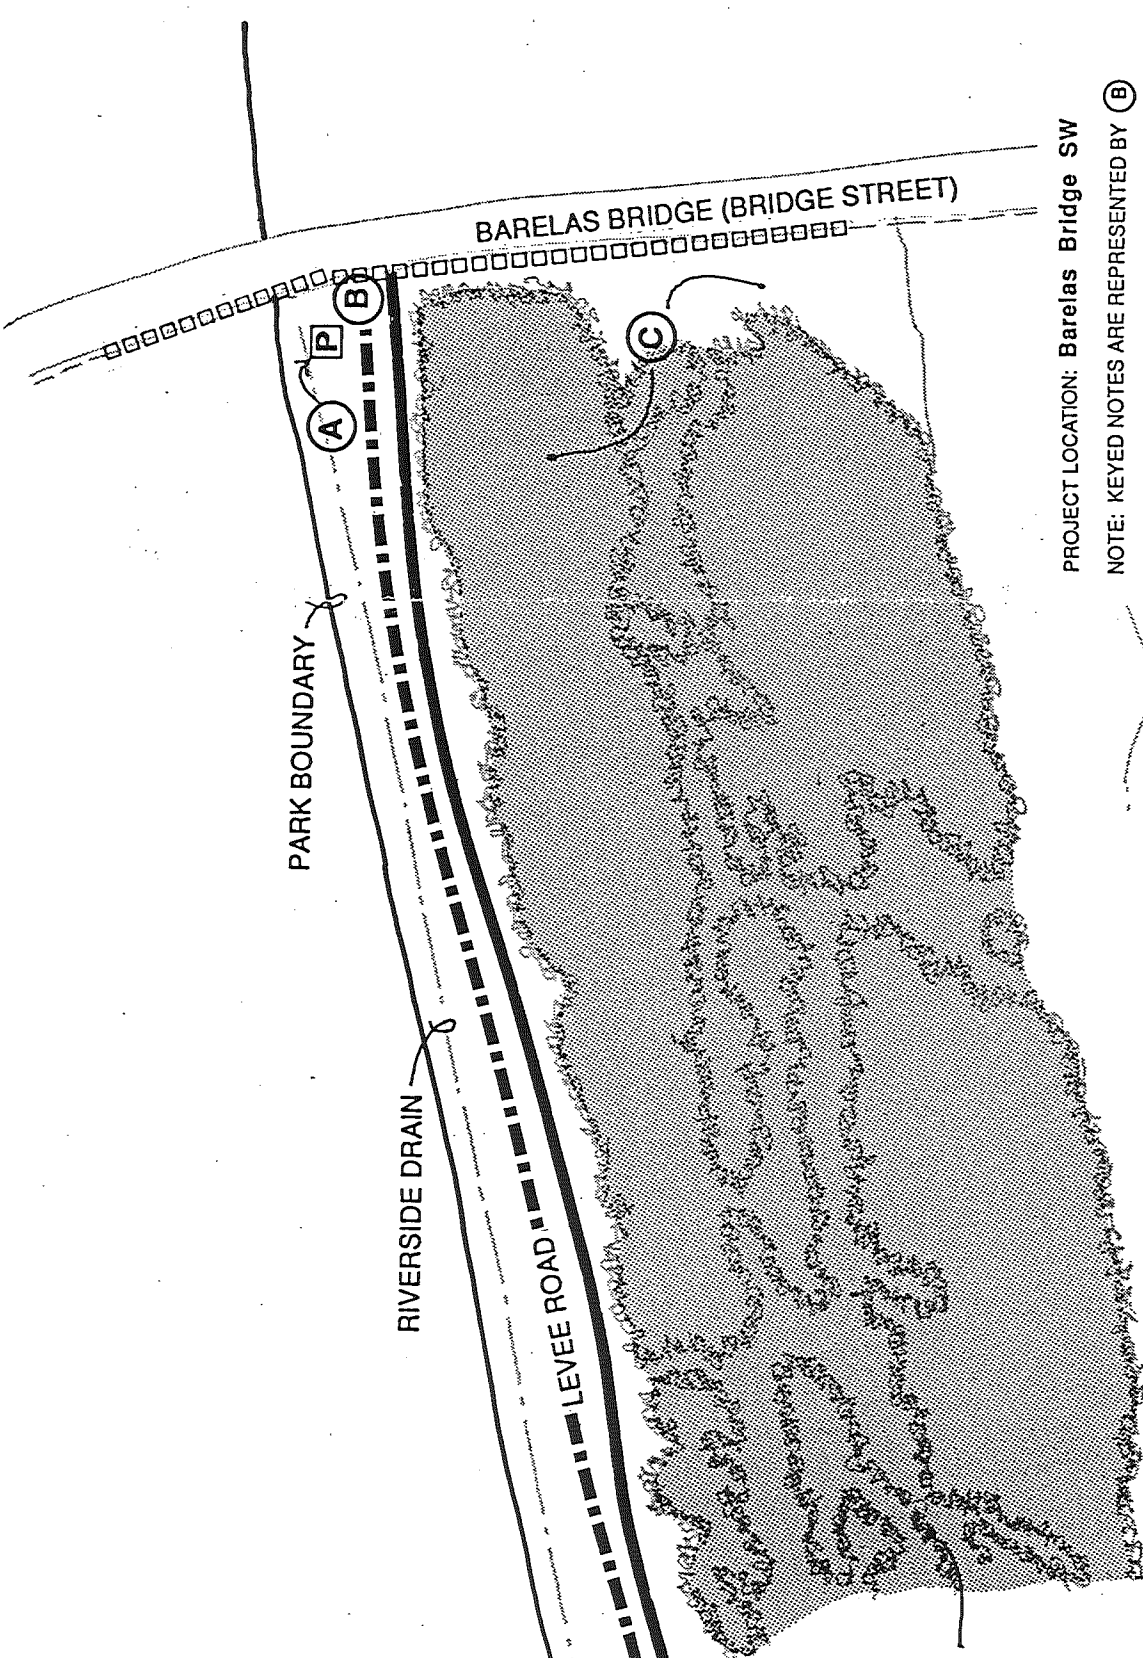 BARELAS BRIDGE (BRIDGE STREET)
P
B
A
C
PARK BOUNDARY
RIVERSIDE DRAIN
LEVEE ROAD
PROJECT LOCATION: Barelas Bridge SW
NOTE: KEYED NOTES ARE REPRESENTED BY B